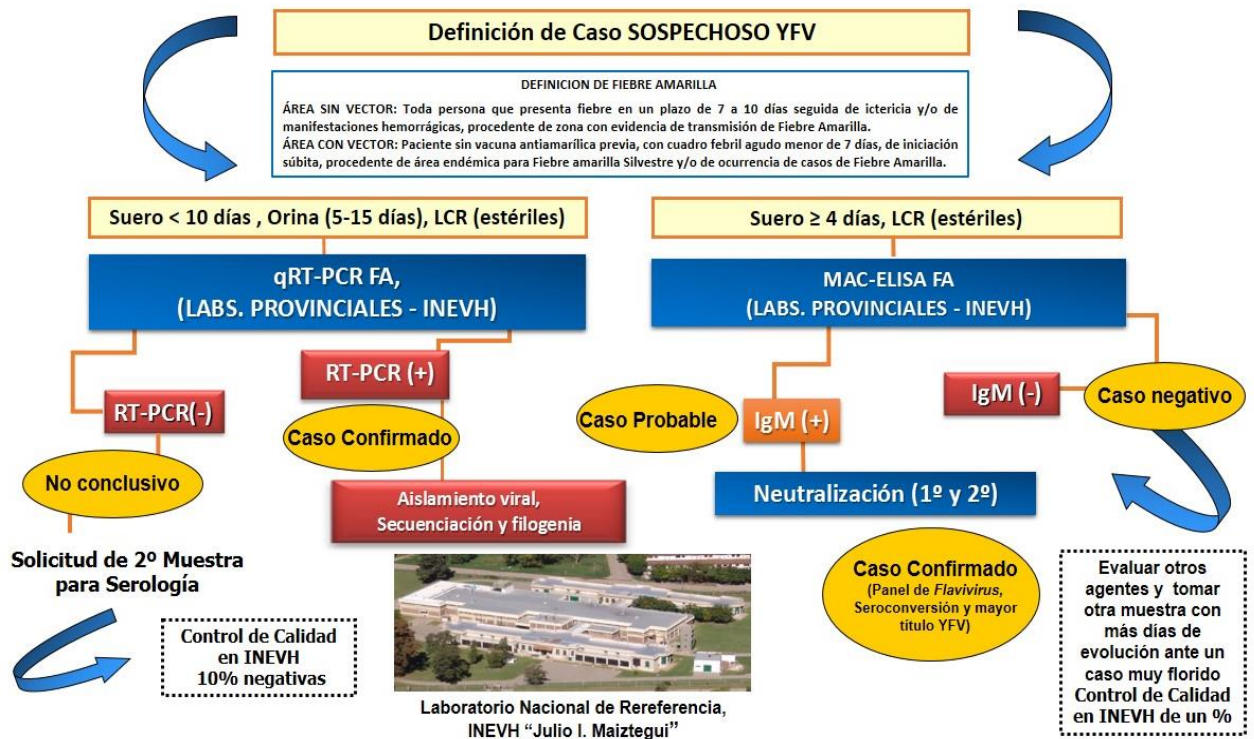 Definición de Caso SOSPECHOSO YFV
DEFINICION DE FIEBRE AMARILLA
ÁREA SIN VECTOR: Toda persona que presenta fiebre en un plazo de 7 a 10 días seguida de ictericia y/o de
manifestaciones hemorrágicas, procedente de zona con evidencia de transmisión de Fiebre Amarilla.
ÁREA CON VECTOR: Paciente sin vacuna antiamarílica previa, con cuadro febril agudo menor de 7 días, de iniciación
súbita, procedente de área endémica para Fiebre amarilla Silvestre y/o de ocurrencia de casos de Fiebre Amarilla.
Suero < 10 días , Orina (5-15 días), LCR (estériles)
qRT-PCR FA,
(LABS. PROVINCIALES - INEVH)
RT-PCR (+)
RT-PCR(-)
Caso Confirmado
No conclusivo
Aislamiento viral,
Secuenciación y filogenia
Solicitud de 2º Muestra
para Serología
Control de Calidad
en INEVH
10% negativas
Laboratorio Nacional de Rereferencia,
INEVH “Julio I. Maiztegui”
Suero ≥ 4 días, LCR (estériles)
MAC-ELISA FA
(LABS. PROVINCIALES - INEVH)
Caso Probable
IgM (+)
IgM (-)
Caso negativo
Neutralización (1º y 2º)
Caso Confirmado
(Panel de Flavivirus,
Seroconversión y mayor
título YFV)
Evaluar otros
agentes y tomar
otra muestra con
más días de
evolución ante un
caso muy florido
Control de Calidad
en INEVH de un %